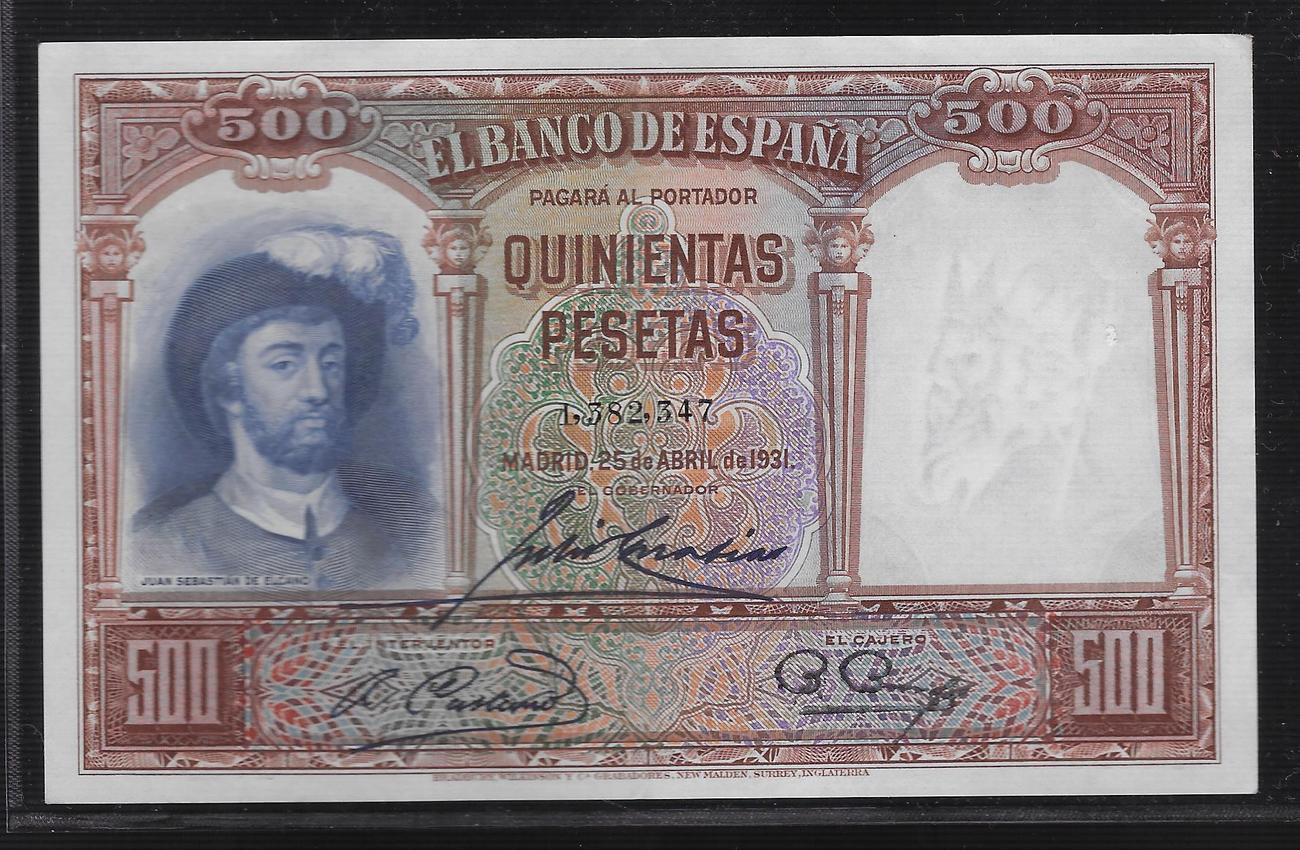 500
500
EL BANCO DE ESPAÑA
PAGARÁ AL PORTADOR
QUINIENTAS
PESETAS
1,382,347
MADRID-25 de ABRIL de 1931.
EL GOBERNADOR
JUAN SEBASTIÁN DE ELCANO
EL INTERVENTOR
EL CAJERO
500
500
BRADBURY, WILKINSON Y Cª GRABADORES, NEW MALDEN, SURREY, INGLATERRA